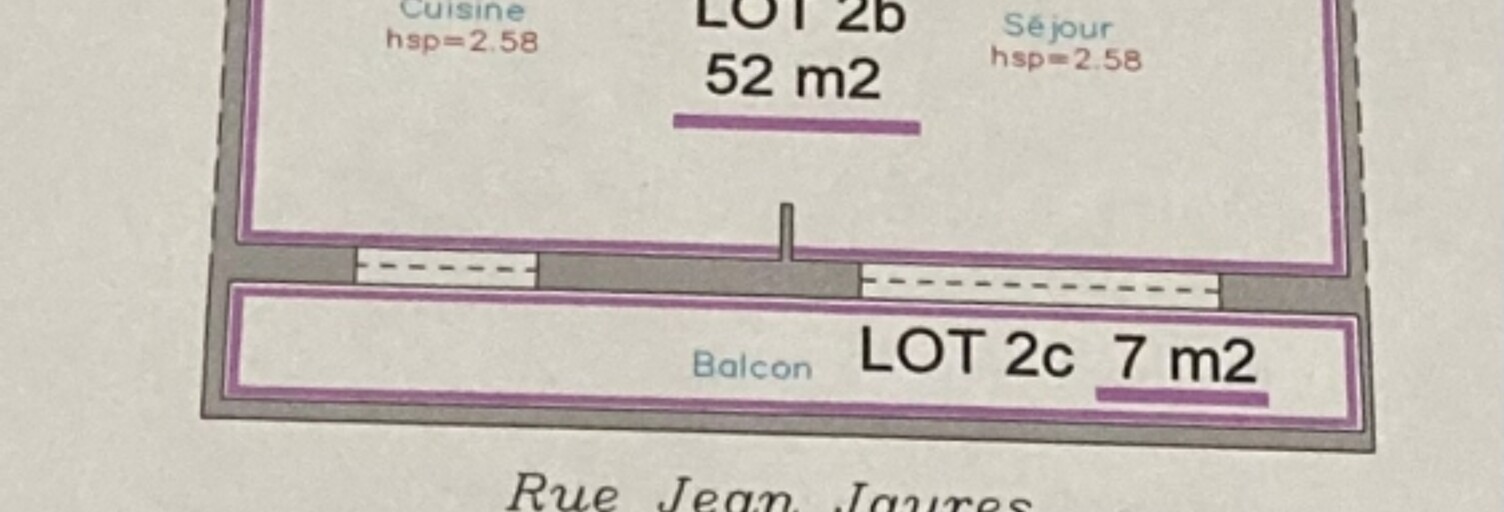 Cuisine
hsp=2.58
LOT 2b
52 m2
Séjour
hsp=2.58
Balcon LOT 2c 7 m2
Rue Jean Jaures